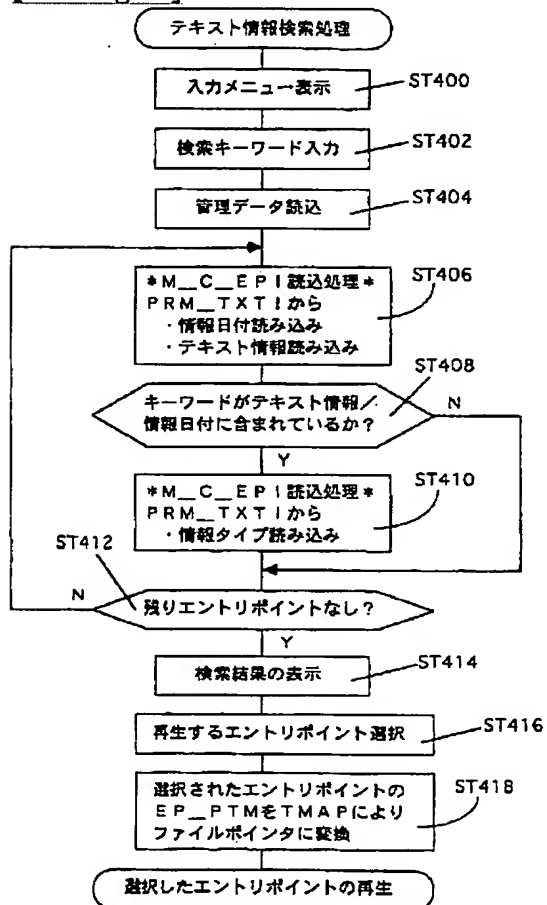 テキスト情報検索処理
入力メニュー表示
ST400
検索キーワード入力
ST402
管理データ読込
ST404
*M__C__EPI読込処理*
PRM__TXTIから
・情報日付読み込み
・テキスト情報読み込み
ST406
ST408
キーワードがテキスト情報/
情報日付に含まれているか?
N
Y
*M__C__EPI読込処理*
PRM__TXTIから
・情報タイプ読み込み
ST410
ST412
N
残りエントリポイントなし?
Y
検索結果の表示
ST414
再生するエントリポイント選択
ST416
選択されたエントリポイントの
EP__PTMをTMAPにより
ファイルポインタに変換
ST418
選択したエントリポイントの再生